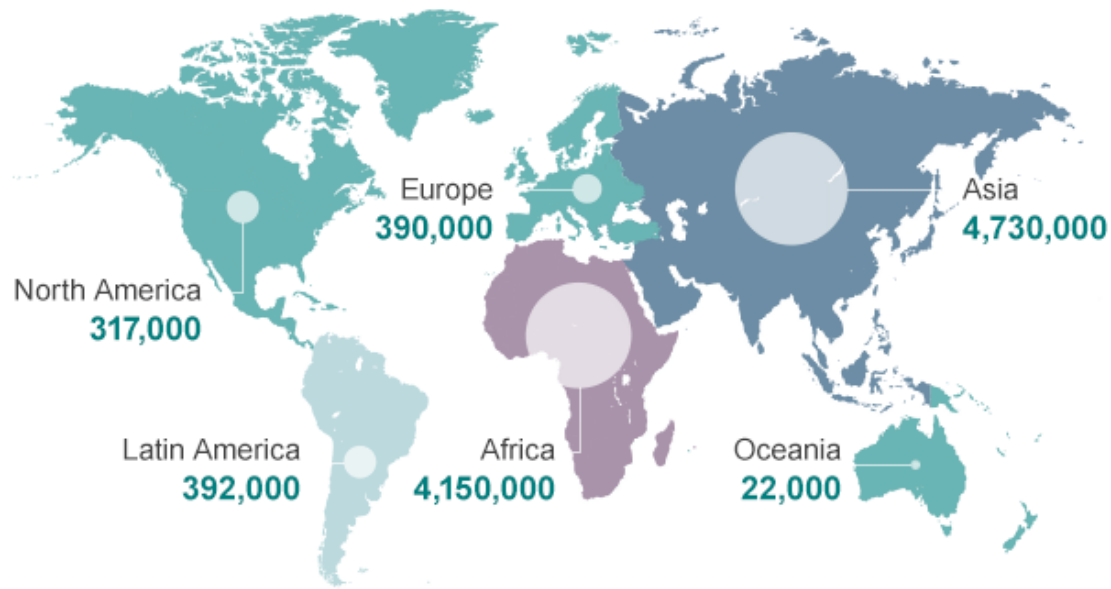 Europe
390,000
Asia
4,730,000
North America
317,000
Latin America
392,000
Africa
4,150,000
Oceania
22,000